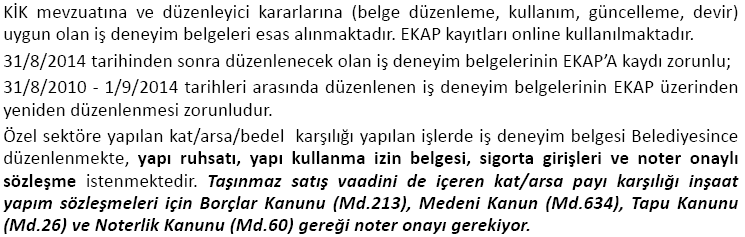 KİK mevzuatına ve düzenleyici kararlarına (belge düzenleme, kullanım, güncelleme, devir)
uygun olan iş deneyim belgeleri esas alınmaktadır. EKAP kayıtları online kullanılmaktadır.
31/8/2014 tarihinden sonra düzenlenecek olan iş deneyim belgelerinin EKAP’A kaydı zorunlu;
31/8/2010 - 1/9/2014 tarihleri arasında düzenlenen iş deneyim belgelerinin EKAP üzerinden
yeniden düzenlenmesi zorunludur.
Özel sektöre yapılan kat/arsa/bedel karşılığı yapılan işlerde iş deneyim belgesi Belediyesince
düzenlenmekte, yapı ruhsatı, yapı kullanma izin belgesi, sigorta girişleri ve noter onaylı
sözleşme istenmektedir. Taşınmaz satış vaadini de içeren kat/arsa payı karşılığı inşaat
yapım sözleşmeleri için Borçlar Kanunu (Md.213), Medeni Kanun (Md.634), Tapu Kanunu
(Md.26) ve Noterlik Kanunu (Md.60) gereği noter onayı gerekiyor.